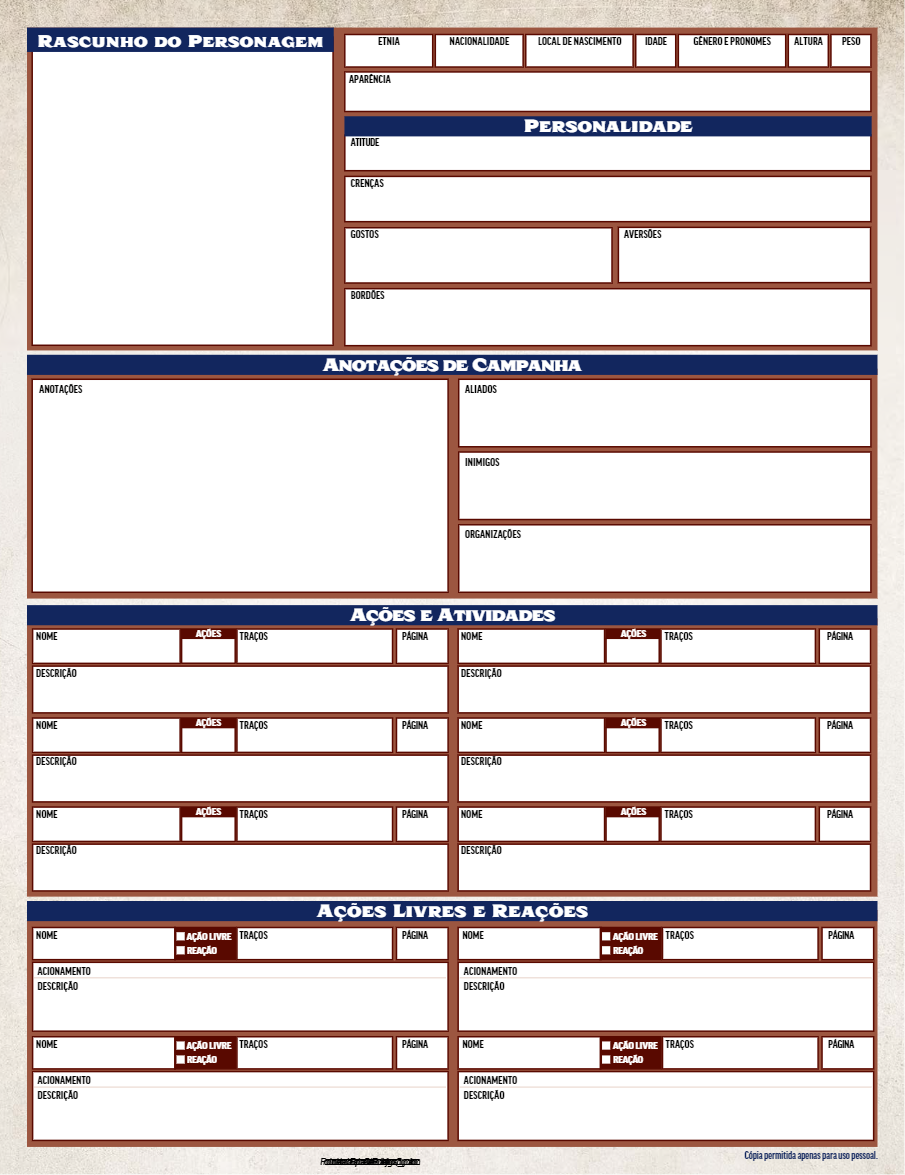 RASCUNHO DO PERSONAGEM
ETNIA NACIONALIDADE LOCAL DE NASCIMENTO IDADE GÊNERO E PRONOMES ALTURA PESO
APARÊNCIA
PERSONALIDADE
ATITUDE
CRENÇAS
GOSTOS AVERSÕES
BORDÕES
ANOTAÇÕES DE CAMPANHA
ANOTAÇÕES
ALIADOS
INIMIGOS
ORGANIZAÇÕES
AÇÕES E ATIVIDADES
NOME AÇÕES TRAÇOS PÁGINA NOME AÇÕES TRAÇOS PÁGINA
DESCRIÇÃO DESCRIÇÃO
NOME AÇÕES TRAÇOS PÁGINA NOME AÇÕES TRAÇOS PÁGINA
DESCRIÇÃO DESCRIÇÃO
NOME AÇÕES TRAÇOS PÁGINA NOME AÇÕES TRAÇOS PÁGINA
DESCRIÇÃO DESCRIÇÃO
AÇÕES LIVRES E REAÇÕES
NOME AÇÃO LIVRE TRAÇOS PÁGINA NOME AÇÃO LIVRE TRAÇOS PÁGINA
REAÇÃO REAÇÃO
ACIONAMENTO ACIONAMENTO
DESCRIÇÃO DESCRIÇÃO
NOME AÇÃO LIVRE TRAÇOS PÁGINA NOME AÇÃO LIVRE TRAÇOS PÁGINA
REAÇÃO REAÇÃO
ACIONAMENTO ACIONAMENTO
DESCRIÇÃO DESCRIÇÃO
Cópia permitida apenas para uso pessoal.